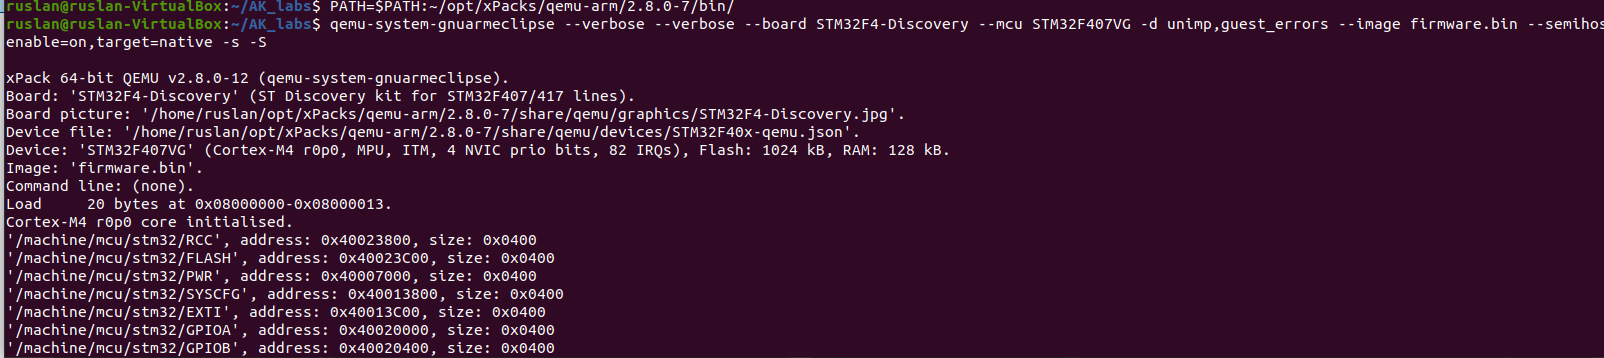 ruslan@ruslan-VirtualBox:~/AK_labs$ PATH=$PATH:~/opt/xPacks/qemu-arm/2.8.0-7/bin/
ruslan@ruslan-VirtualBox:~/AK_labs$ qemu-system-gnuarmeclipse --verbose --verbose --board STM32F4-Discovery --mcu STM32F407VG -d unimp,guest_errors --image firmware.bin --semihos
enable=on,target=native -s -S
xPack 64-bit QEMU v2.8.0-12 (qemu-system-gnuarmeclipse).
Board: 'STM32F4-Discovery' (ST Discovery kit for STM32F407/417 lines).
Board picture: '/home/ruslan/opt/xPacks/qemu-arm/2.8.0-7/share/qemu/graphics/STM32F4-Discovery.jpg'.
Device file: '/home/ruslan/opt/xPacks/qemu-arm/2.8.0-7/share/qemu/devices/STM32F40x-qemu.json'.
Device: 'STM32F407VG' (Cortex-M4 r0p0, MPU, ITM, 4 NVIC prio bits, 82 IRQs), Flash: 1024 kB, RAM: 128 kB.
Image: 'firmware.bin'.
Command line: (none).
Load     20 bytes at 0x08000000-0x08000013.
Cortex-M4 r0p0 core initialised.
'/machine/mcu/stm32/RCC', address: 0x40023800, size: 0x0400
'/machine/mcu/stm32/FLASH', address: 0x40023C00, size: 0x0400
'/machine/mcu/stm32/PWR', address: 0x40007000, size: 0x0400
'/machine/mcu/stm32/SYSCFG', address: 0x40013800, size: 0x0400
'/machine/mcu/stm32/EXTI', address: 0x40013C00, size: 0x0400
'/machine/mcu/stm32/GPIOA', address: 0x40020000, size: 0x0400
'/machine/mcu/stm32/GPIOB', address: 0x40020400, size: 0x0400